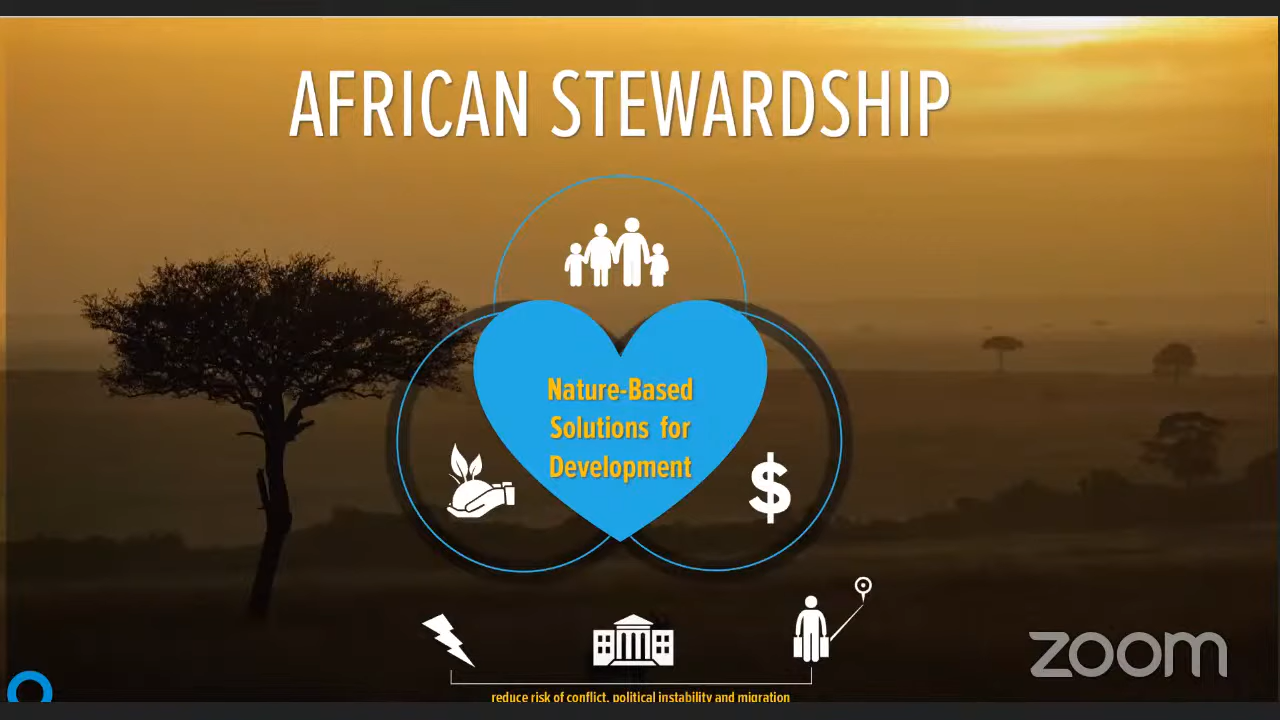 AFRICAN STEWARDSHIP
Nature-Based
Solutions for
Development
$
reduce risk of conflict, political instability and migration
zoom